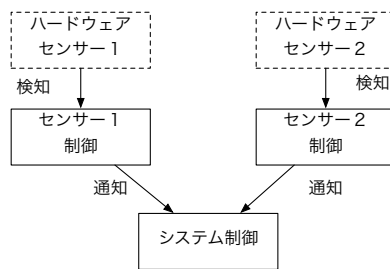 ハードウェア
センサー１
ハードウェア
センサー２
検知
検知
センサー１
制御
センサー２
制御
通知
通知
システム制御